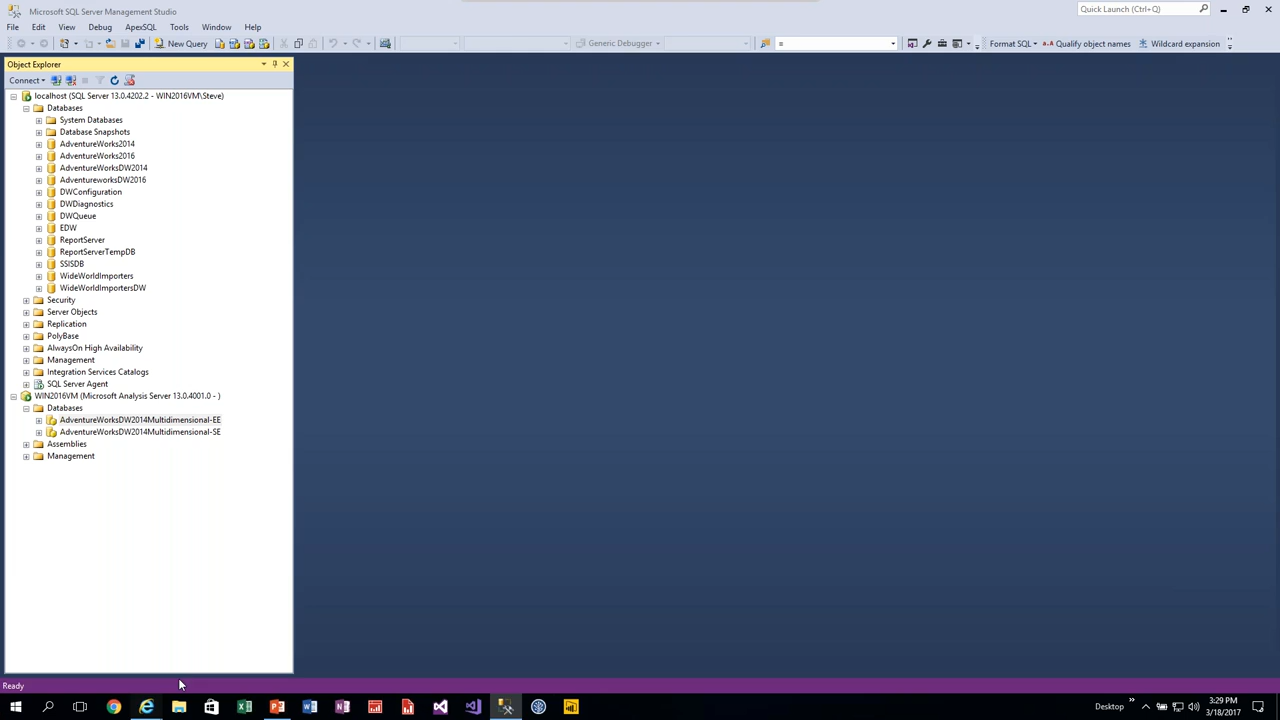 Microsoft SQL Server Management Studio
Quick Launch (Ctrl+Q)
File Edit View Debug ApexSQL Tools Window Help
New Query Generic Debugger Format SQL Qualify object names Wildcard expansion
Object Explorer
Connect
localhost (SQL Server 13.0.4202.2 - WIN2016VM\Steve)
Databases
System Databases
Database Snapshots
AdventureWorks2014
AdventureWorks2016
AdventureWorksDW2014
AdventureworksDW2016
DWConfiguration
DWDiagnostics
DWQueue
EDW
ReportServer
ReportServerTempDB
SSISDB
WideWorldImporters
WideWorldImportersDW
Security
Server Objects
Replication
PolyBase
AlwaysOn High Availability
Management
Integration Services Catalogs
SQL Server Agent
WIN2016VM (Microsoft Analysis Server 13.0.4001.0 - )
Databases
AdventureWorksDW2014Multidimensional-EE
AdventureWorksDW2014Multidimensional-SE
Assemblies
Management
Ready
Desktop
3:29 PM
3/18/2017